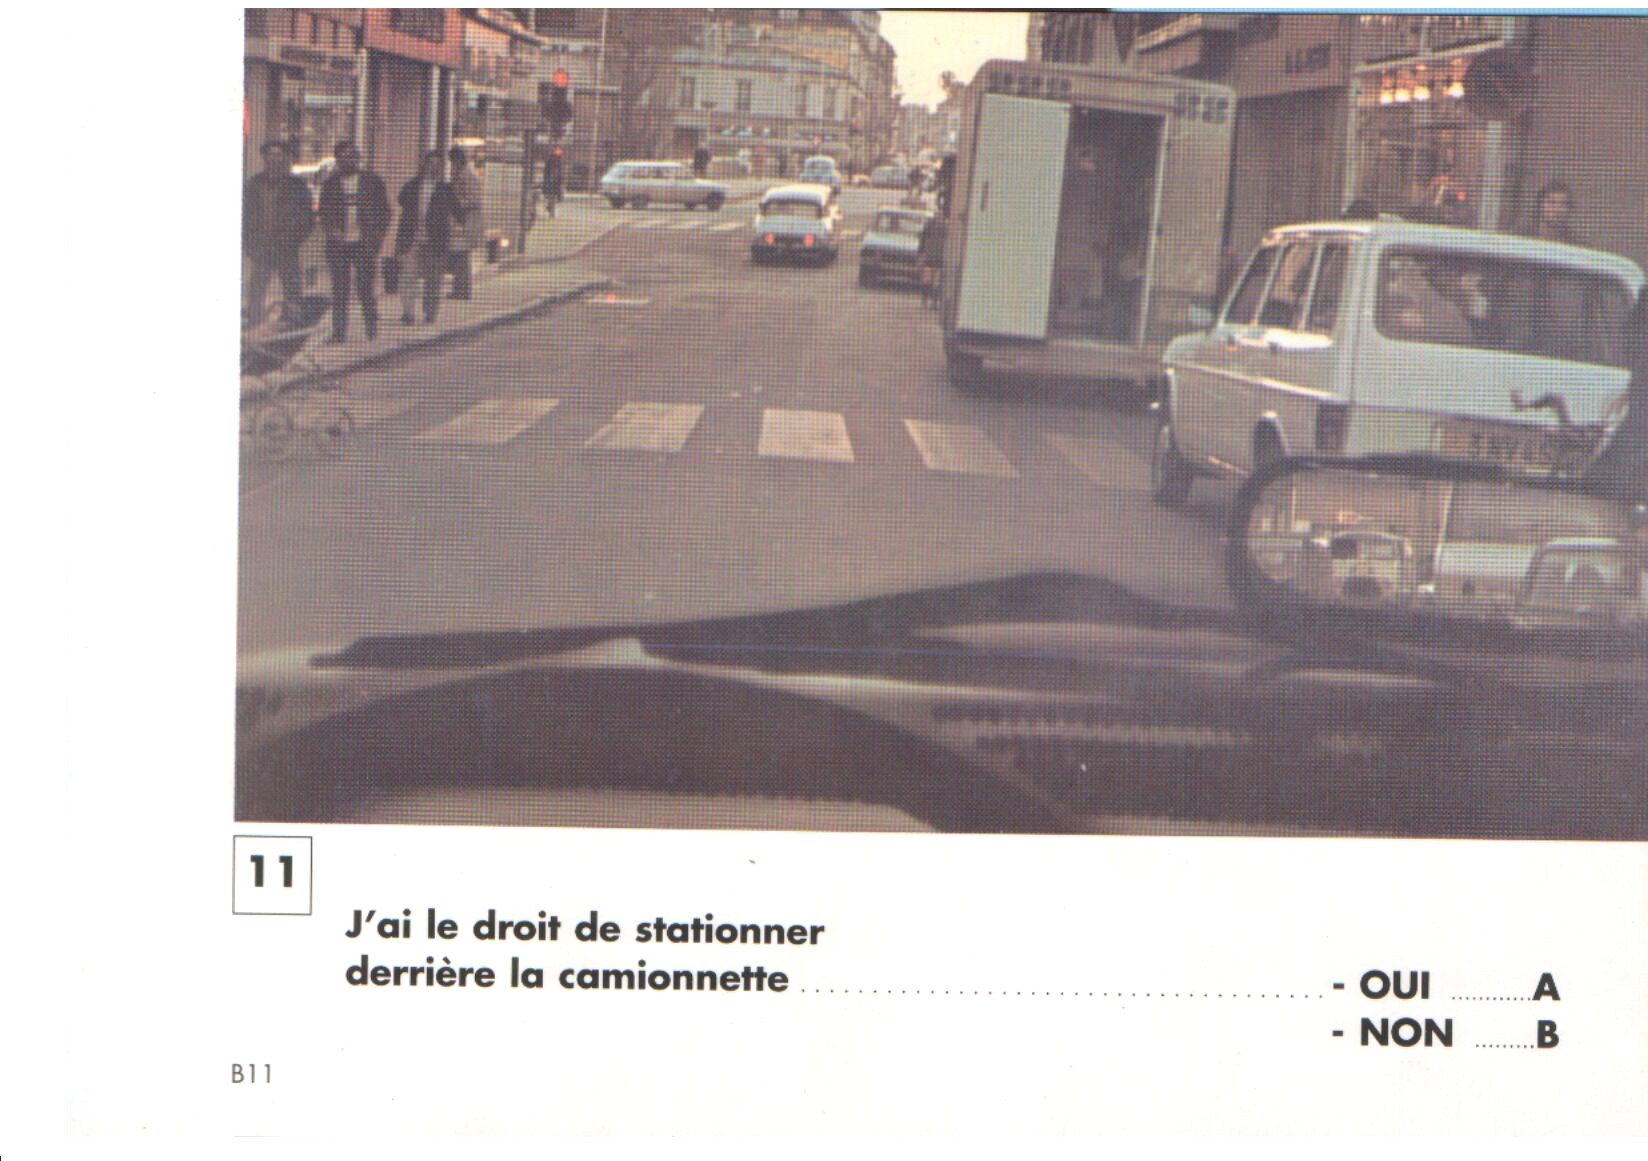 11
J'ai le droit de stationner
derrière la camionnette ........................................ - OUI ............A
- NON .........B
B11